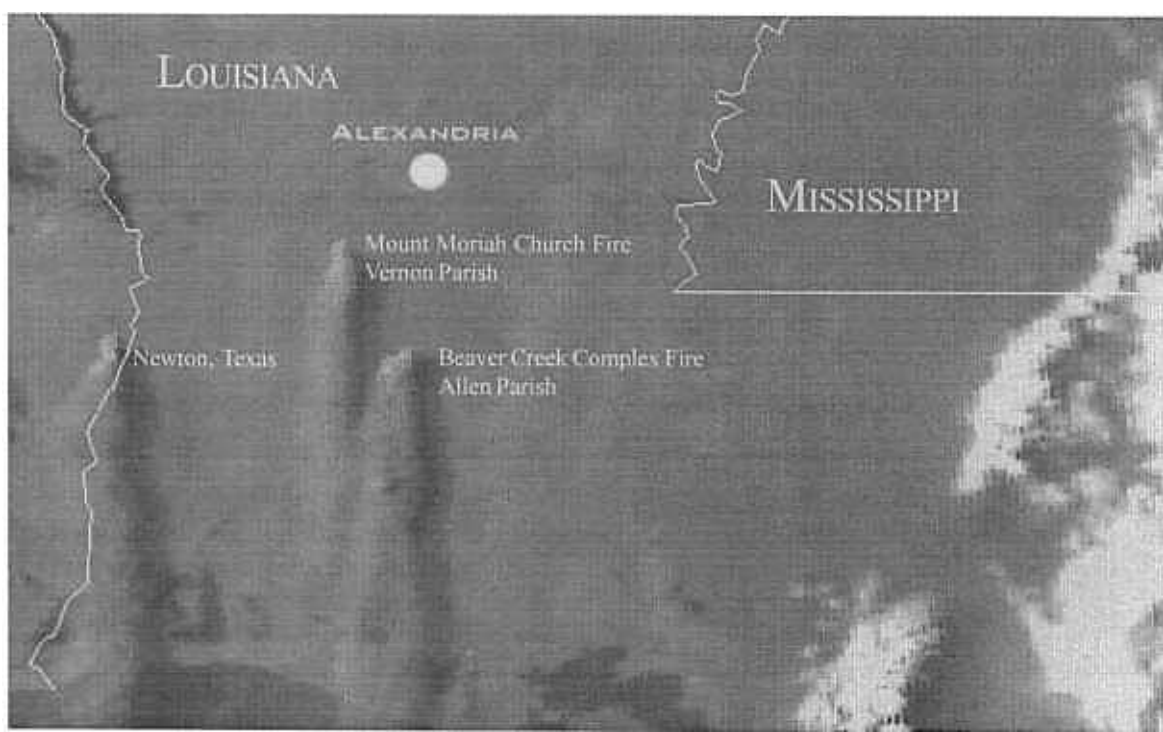 LOUISIANA
ALEXANDRIA
MISSISSIPPI
Mount Moriah Church Fire
Vernon Parish
Newton, Texas
Beaver Creek Complex Fire
Allen Parish